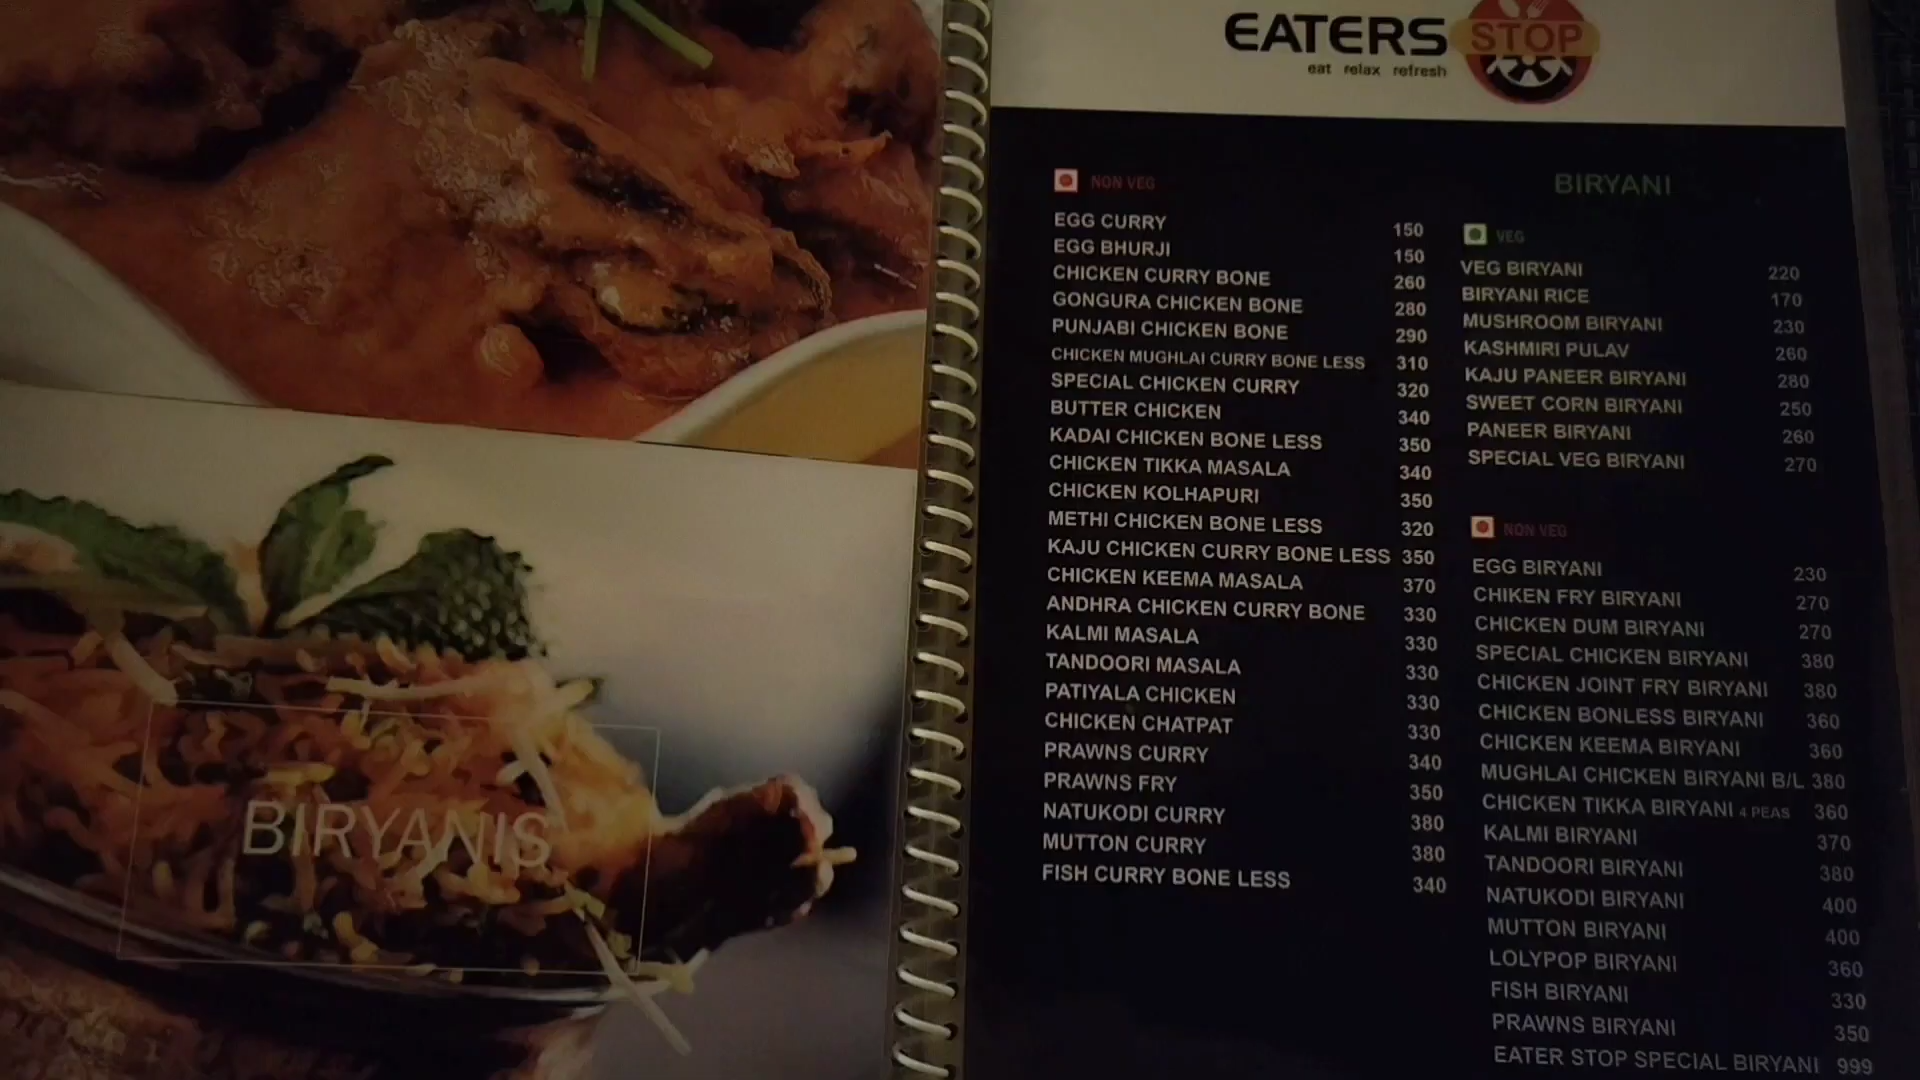 BIRYANIS
EATERS STOP
eat relax refresh
NON VEG
EGG CURRY 150
EGG BHURJI 150
CHICKEN CURRY BONE 260
GONGURA CHICKEN BONE 280
PUNJABI CHICKEN BONE 290
CHICKEN MUGHLAI CURRY BONE LESS 310
SPECIAL CHICKEN CURRY 320
BUTTER CHICKEN 340
KADAI CHICKEN BONE LESS 350
CHICKEN TIKKA MASALA 340
CHICKEN KOLHAPURI 350
METHI CHICKEN BONE LESS 320
KAJU CHICKEN CURRY BONE LESS 350
CHICKEN KEEMA MASALA 370
ANDHRA CHICKEN CURRY BONE 330
KALMI MASALA 330
TANDOORI MASALA 330
PATIYALA CHICKEN 330
CHICKEN CHATPAT 330
PRAWNS CURRY 340
PRAWNS FRY 350
NATUKODI CURRY 380
MUTTON CURRY 380
FISH CURRY BONE LESS 340
BIRYANI
VEG
VEG BIRYANI 220
BIRYANI RICE 170
MUSHROOM BIRYANI 230
KASHMIRI PULAV 260
KAJU PANEER BIRYANI 280
SWEET CORN BIRYANI 250
PANEER BIRYANI 260
SPECIAL VEG BIRYANI 270
NON VEG
EGG BIRYANI 230
CHIKEN FRY BIRYANI 270
CHICKEN DUM BIRYANI 270
SPECIAL CHICKEN BIRYANI 380
CHICKEN JOINT FRY BIRYANI 380
CHICKEN BONLESS BIRYANI 360
CHICKEN KEEMA BIRYANI 360
MUGHLAI CHICKEN BIRYANI B/L 380
CHICKEN TIKKA BIRYANI 4 PEAS 360
KALMI BIRYANI 370
TANDOORI BIRYANI 380
NATUKODI BIRYANI 400
MUTTON BIRYANI 400
LOLYPOP BIRYANI 360
FISH BIRYANI 330
PRAWNS BIRYANI 350
EATER STOP SPECIAL BIRYANI 999